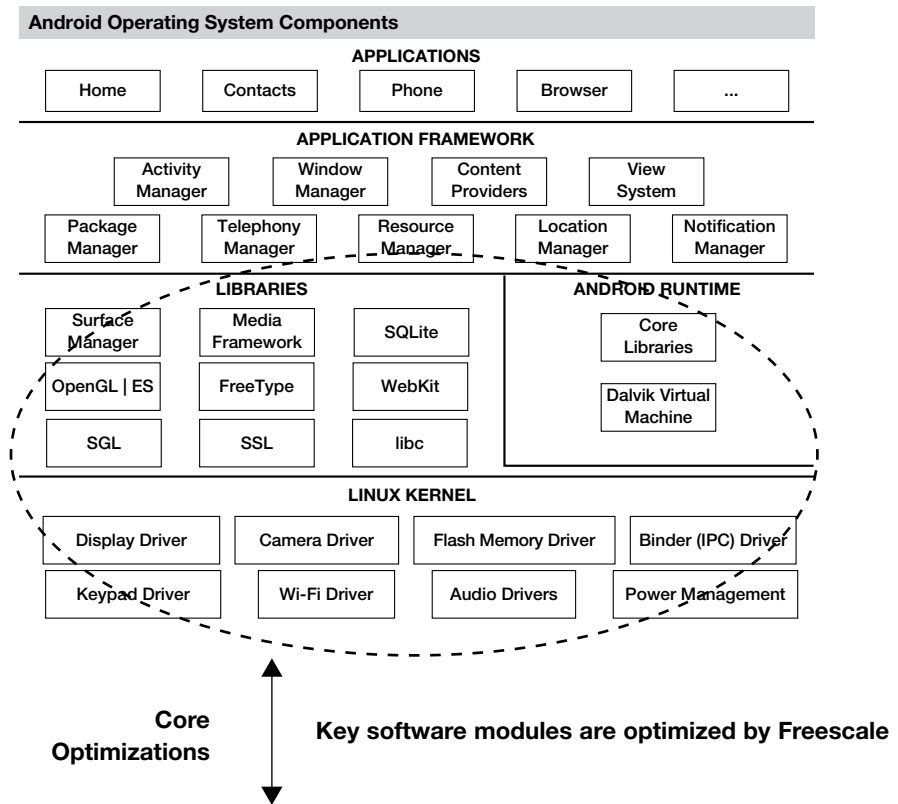 Android Operating System Components
APPLICATIONS
Home
Contacts
Phone
Browser
...
APPLICATION FRAMEWORK
Activity
Manager
Window
Manager
Content
Providers
View
System
Package
Manager
Telephony
Manager
Resource
Manager
Location
Manager
Notification
Manager
LIBRARIES
Surface
Manager
Media
Framework
SQLite
OpenGL | ES
FreeType
WebKit
SGL
SSL
libc
ANDROID RUNTIME
Core
Libraries
Dalvik Virtual
Machine
LINUX KERNEL
Display Driver
Camera Driver
Flash Memory Driver
Binder (IPC) Driver
Keypad Driver
Wi-Fi Driver
Audio Drivers
Power Management
Core
Optimizations
Key software modules are optimized by Freescale